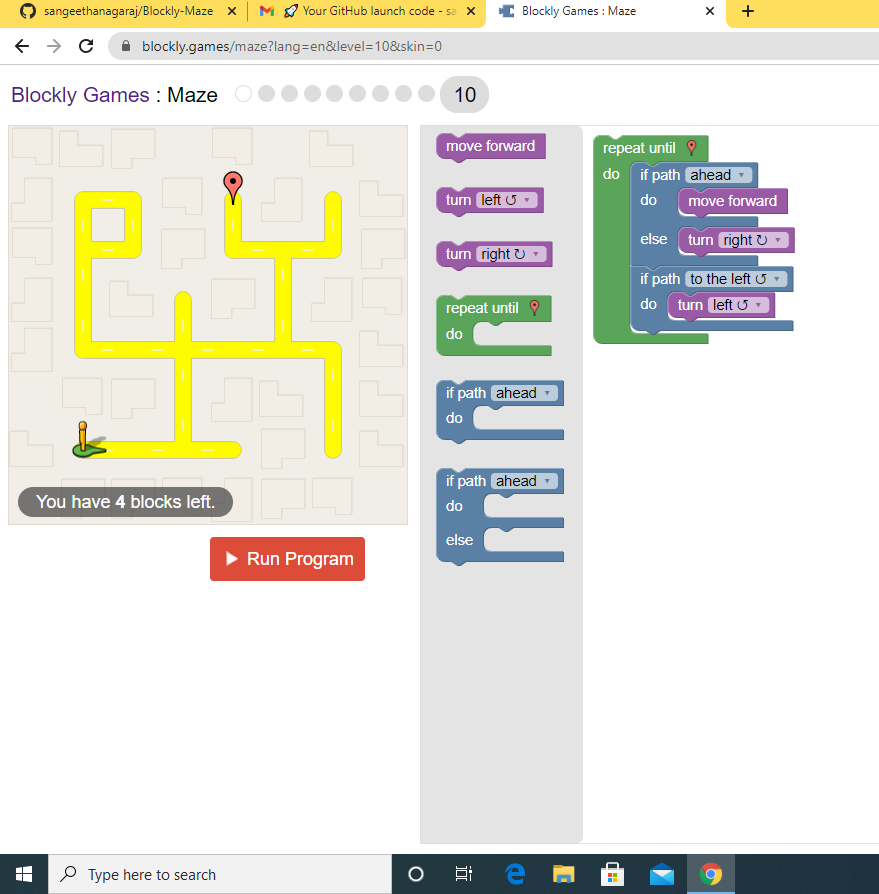 sangeethanagaraj/Blockly-Maze
Your GitHub launch code - sa
Blockly Games : Maze
blockly.games/maze?lang=en&level=10&skin=0
Blockly Games : Maze 10
You have 4 blocks left.
Run Program
move forward
turn left ↺
turn right ↻
repeat until
do
if path ahead
do
if path ahead
do
else
repeat until
do
if path ahead
do move forward
else turn right ↻
if path to the left ↺
do turn left ↺
Type here to search